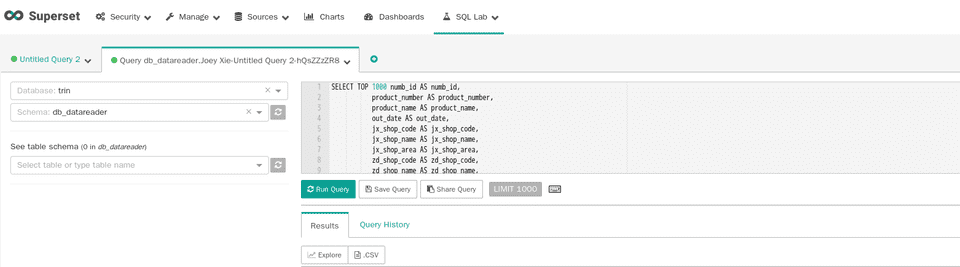 Superset Security Manage Sources Charts Dashboards SQL Lab
Untitled Query 2 Query db_datareader.Joey Xie-Untitled Query 2-hQsZZzZR8
Database: trin
Schema: db_datareader
See table schema (0 in db_datareader)
Select table or type table name
1 SELECT TOP 1000 numb_id AS numb_id,
2 product_number AS product_number,
3 product_name AS product_name,
4 out_date AS out_date,
5 jx_shop_code AS jx_shop_code,
6 jx_shop_name AS jx_shop_name,
7 jx_shop_area AS jx_shop_area,
8 zd_shop_code AS zd_shop_code,
9 zd_shop_name AS zd_shop_name,
Run Query Save Query Share Query LIMIT 1000
Results Query History
Explore .CSV